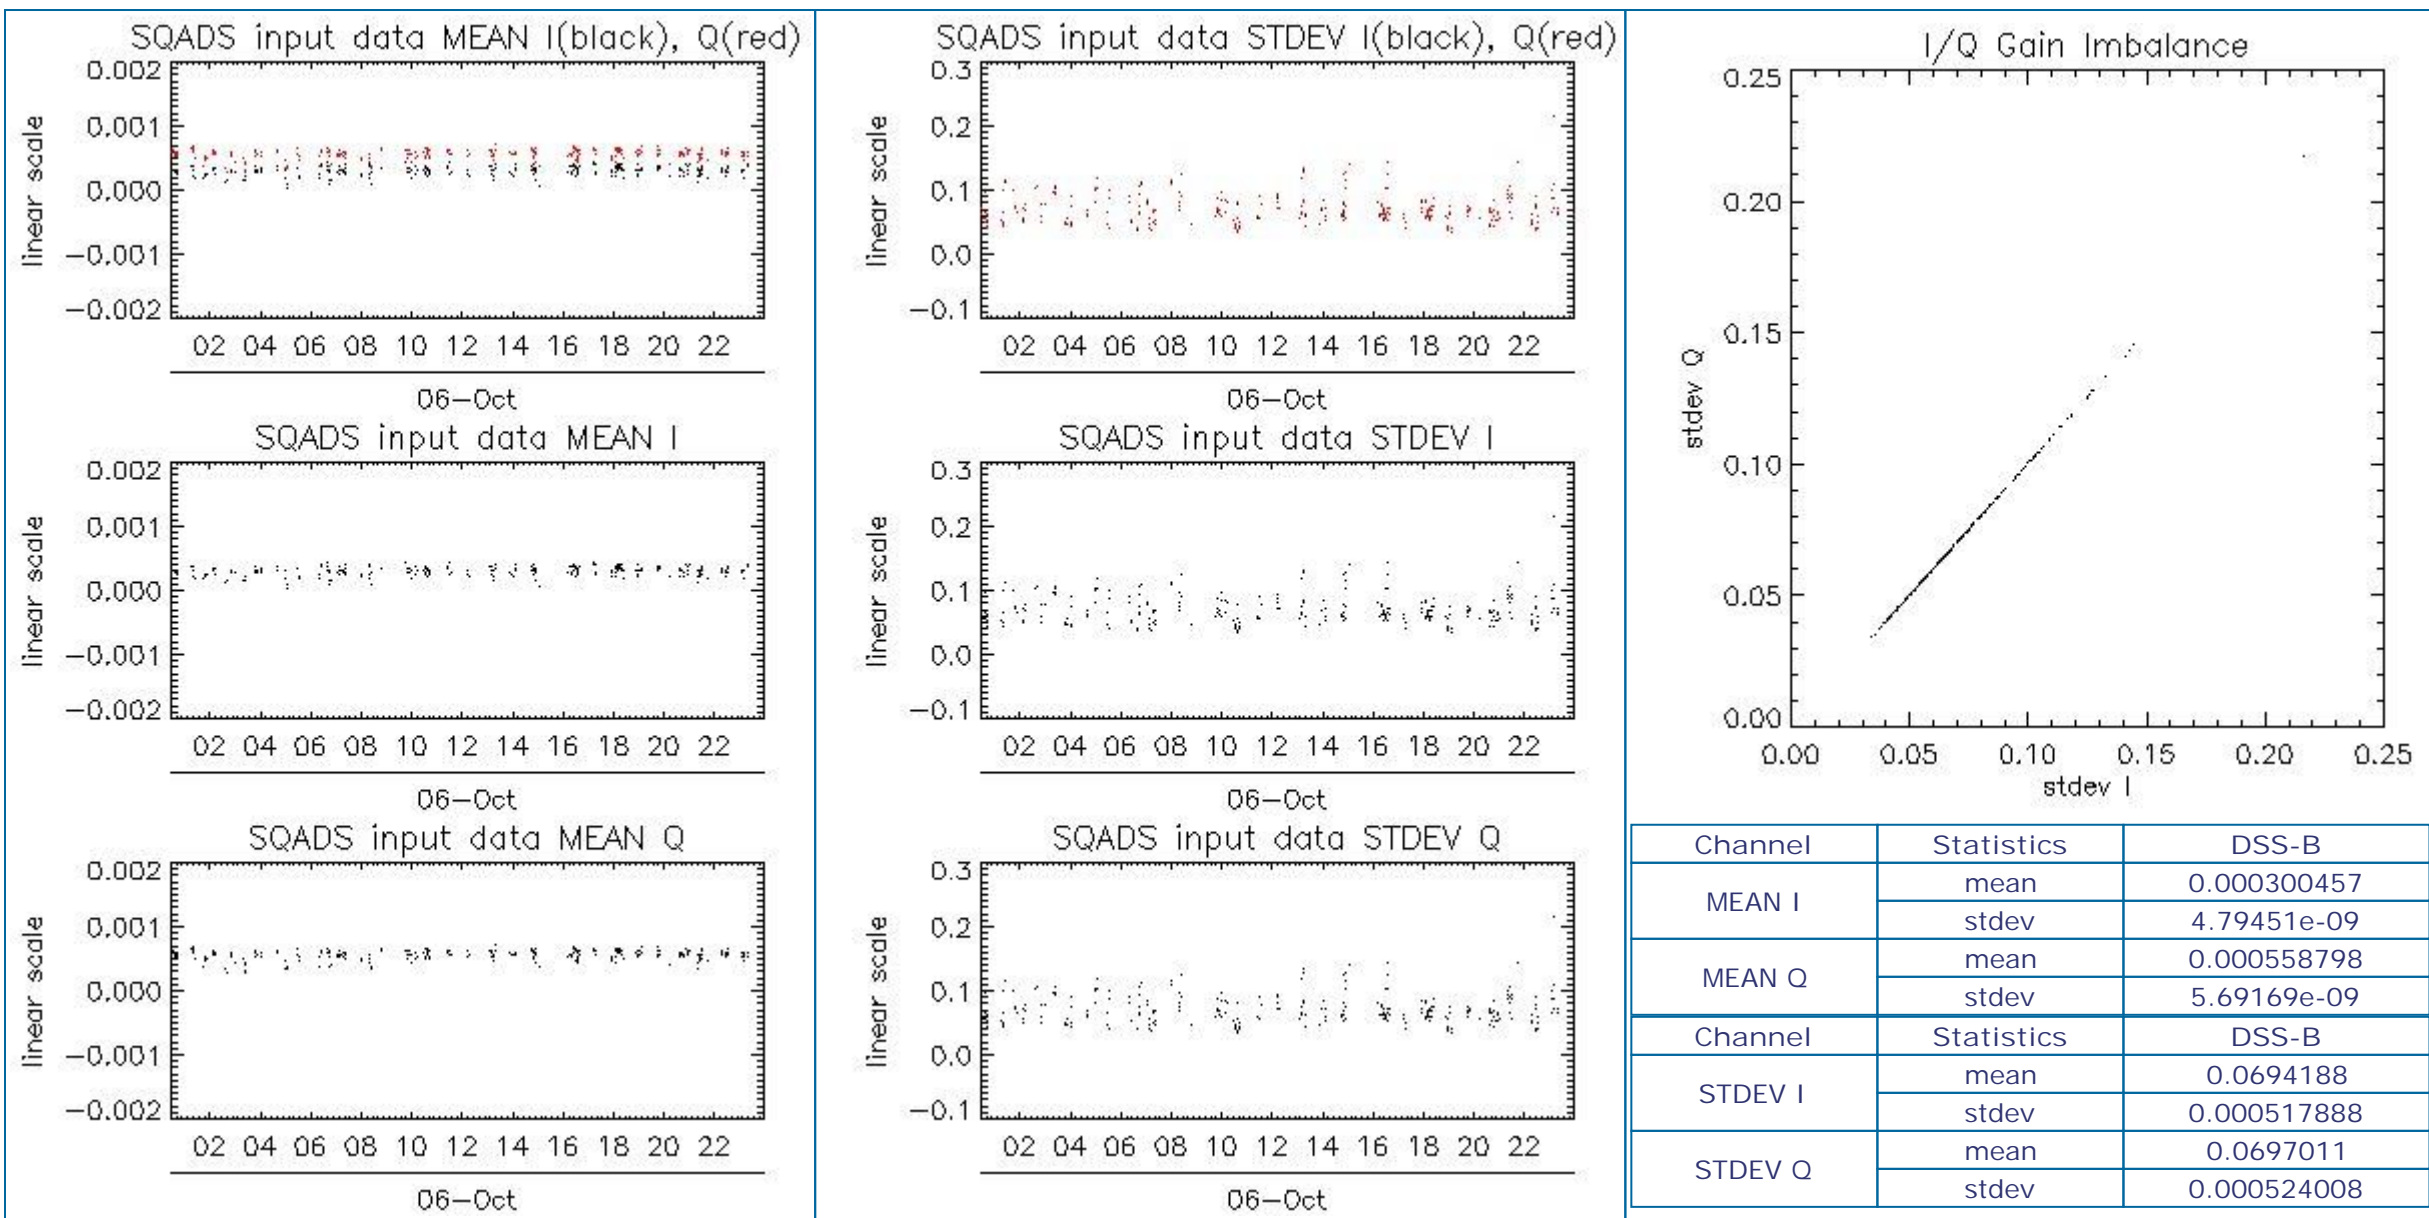 SQADS input data MEAN I(black), Q(red)
linear scale
0.002
0.001
0.000
−0.001
−0.002
02 04 06 08 10 12 14 16 18 20 22
06−Oct
SQADS input data MEAN I
linear scale
0.002
0.001
0.000
−0.001
−0.002
02 04 06 08 10 12 14 16 18 20 22
06−Oct
SQADS input data MEAN Q
linear scale
0.002
0.001
0.000
−0.001
−0.002
02 04 06 08 10 12 14 16 18 20 22
06−Oct
SQADS input data STDEV I(black), Q(red)
linear scale
0.3
0.2
0.1
0.0
−0.1
02 04 06 08 10 12 14 16 18 20 22
06−Oct
SQADS input data STDEV I
linear scale
0.3
0.2
0.1
0.0
−0.1
02 04 06 08 10 12 14 16 18 20 22
06−Oct
SQADS input data STDEV Q
linear scale
0.3
0.2
0.1
0.0
−0.1
02 04 06 08 10 12 14 16 18 20 22
06−Oct
I/Q Gain Imbalance
stdev Q
0.25
0.20
0.15
0.10
0.05
0.00
0.00 0.05 0.10 0.15 0.20 0.25
stdev I
Channel Statistics DSS-B
MEAN I mean 0.000300457
stdev 4.79451e-09
MEAN Q mean 0.000558798
stdev 5.69169e-09
Channel Statistics DSS-B
STDEV I mean 0.0694188
stdev 0.000517888
STDEV Q mean 0.0697011
stdev 0.000524008